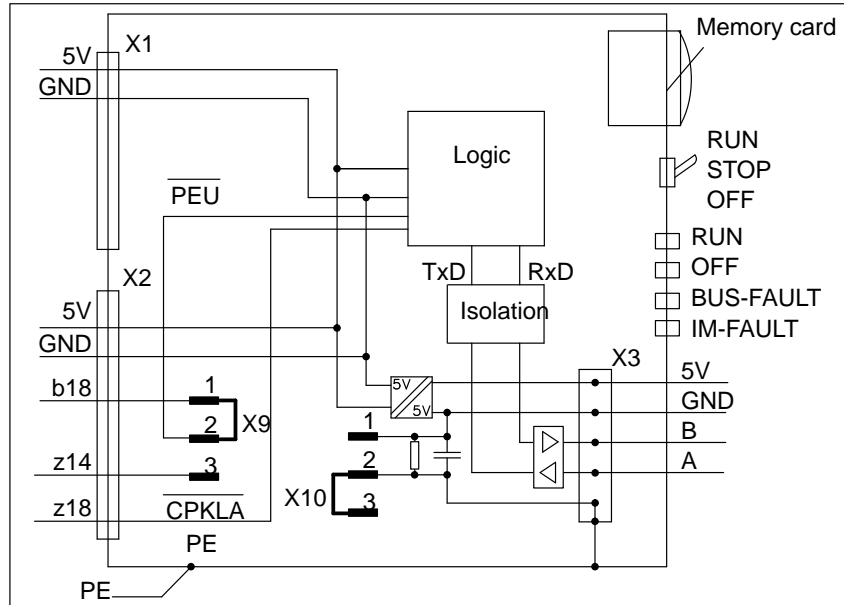 Memory card
X1
5V
GND
Logic
RUN
STOP
OFF
PEU
RUN
OFF
BUS-FAULT
IM-FAULT
TxD
RxD
X2
Isolation
5V
GND
X3
5V
5V
5V
GND
b18
1
2
X9
3
z14
B
A
1
2
3
X10
z18
CPKLA
PE
PE